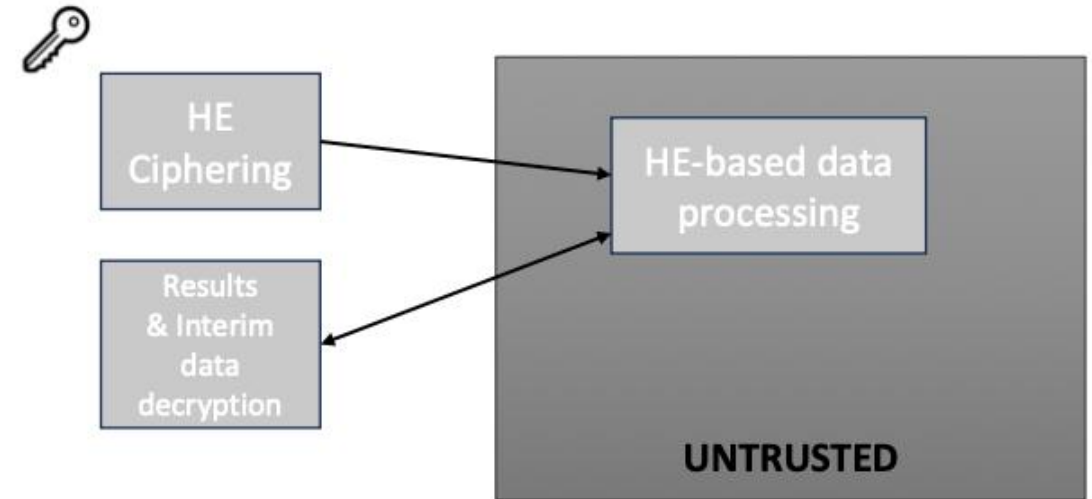 HE
Ciphering
HE-based data
processing
Results
& Interim
data
decryption
UNTRUSTED